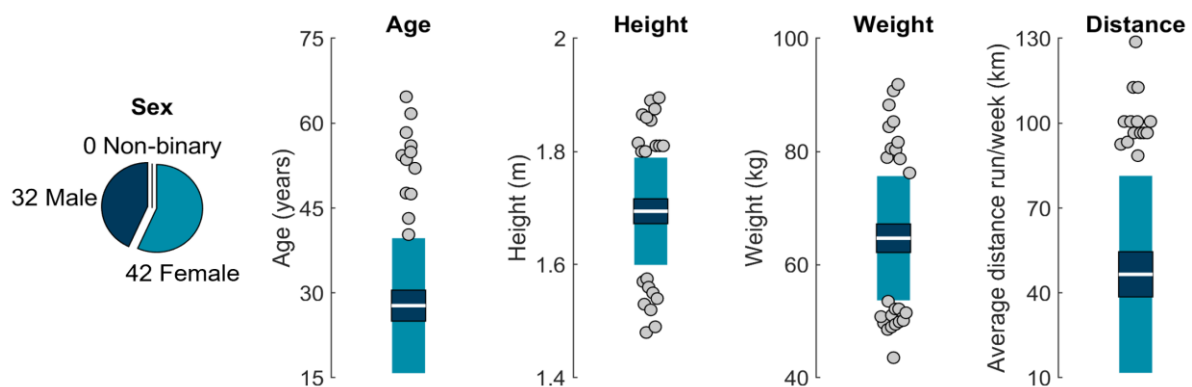 Sex
0 Non-binary
32 Male
42 Female
Age
Age (years)
75
60
45
30
15
Height
Height (m)
2
1.8
1.6
1.4
Weight
Weight (kg)
100
80
60
40
Distance
Average distance run/week (km)
130
100
70
40
10